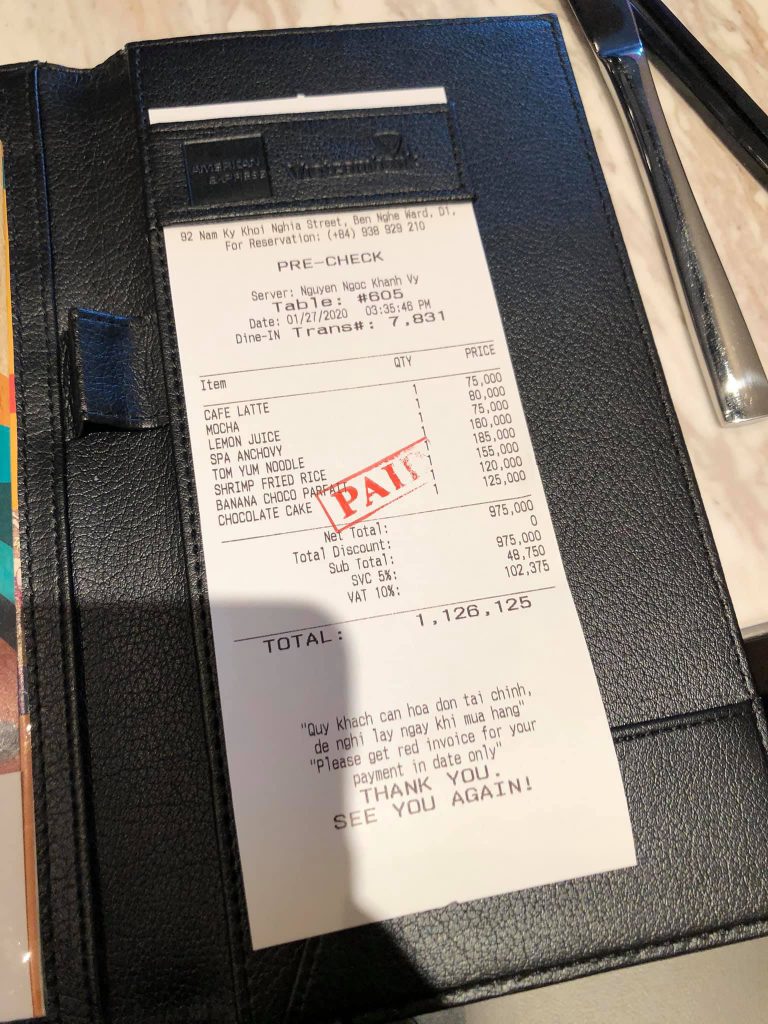 AMERICAN EXPRESS
92 Nam Ky Khoi Nghia Street, Ben Nghe Ward, D1,
For Reservation: (+84) 938 929 210
PRE-CHECK
Server: Nguyen Ngoc Khanh Vy
Table: #605
Date: 01/27/2020 03:35:46 PM
Dine-IN Trans#: 7,831
Item QTY PRICE
CAFE LATTE 1 75,000
MOCHA 1 80,000
LEMON JUICE 1 75,000
SPA ANCHOVY 1 160,000
TOM YUM NOODLE 185,000
SHRIMP FRIED RICE 1 155,000
BANANA CHOCO PARFAIT 1 120,000
CHOCOLATE CAKE 1 125,000
PAID
Net Total: 975,000
Total Discount: 0
Sub Total: 975,000
SVC 5%: 48,750
VAT 10%: 102,375
TOTAL: 1,126,125
"Quy khach can hoa don tai chinh,
de nghi lay ngay khi mua hang"
"Please get red invoice for your
payment in date only"
THANK YOU.
SEE YOU AGAIN!